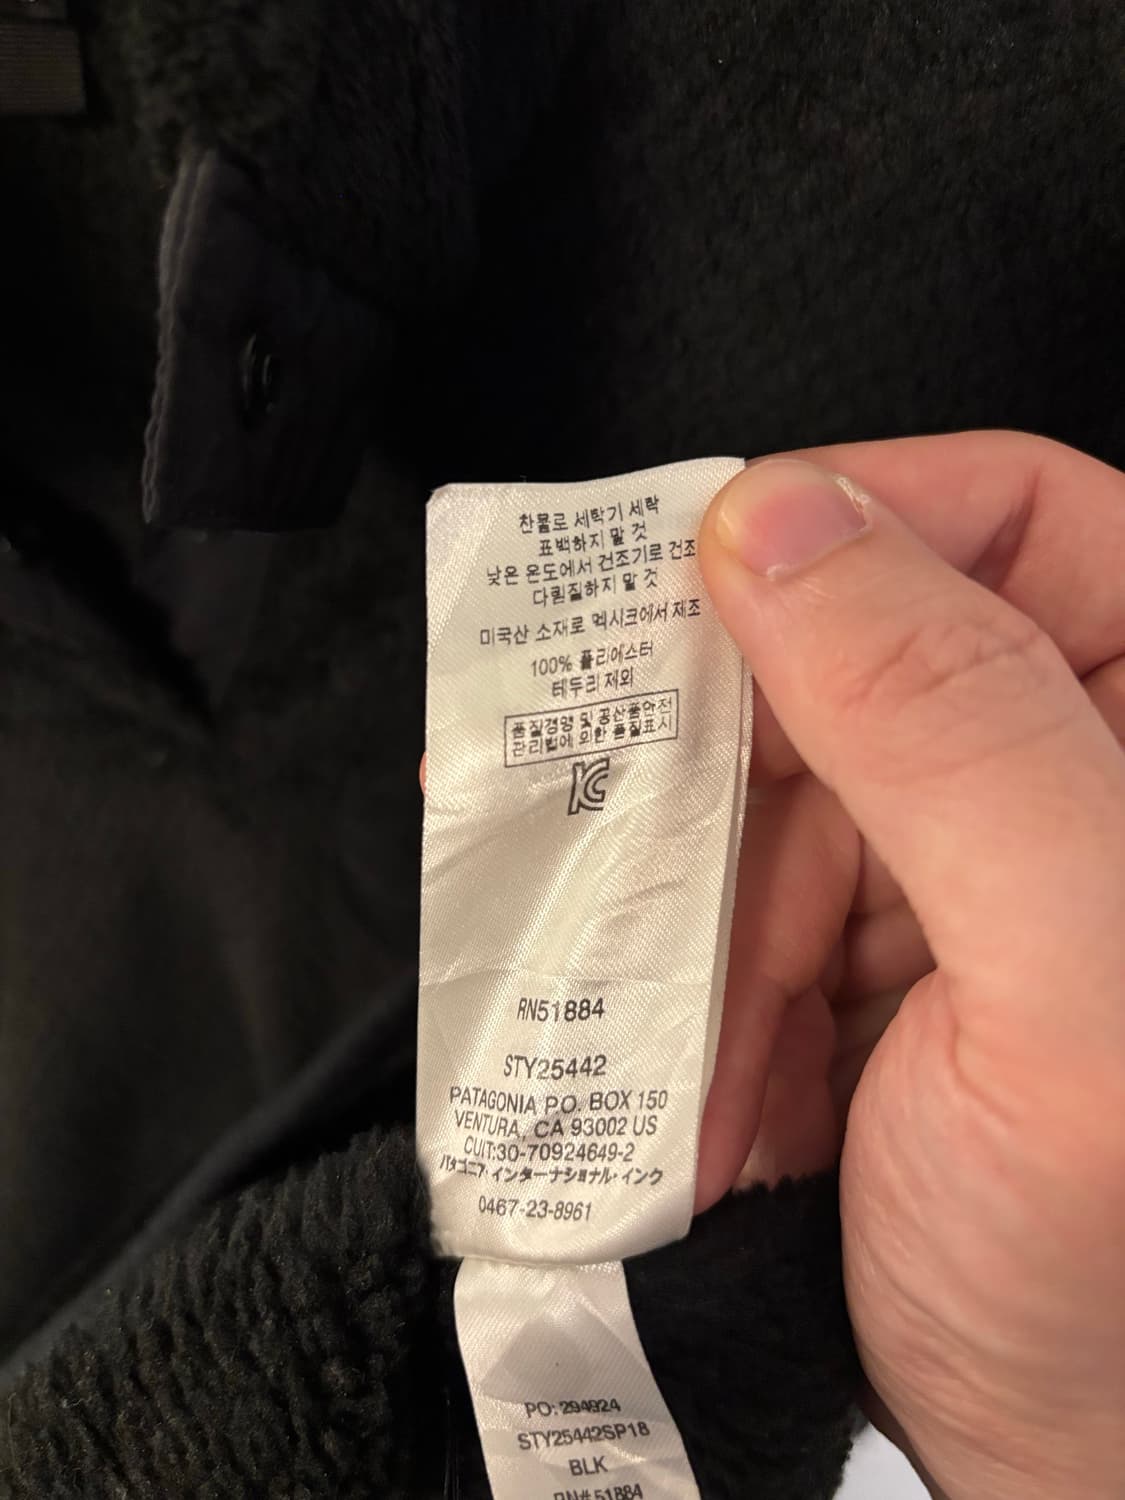 찬물로 세탁기 세탁
표백하지 말 것
낮은 온도에서 건조기로 건조
다림질하지 말 것
미국산 소재로 멕시코에서 제조
100% 폴리에스터
테두리 제외
품질경영 및 공산품안전
관리법에 의한 품질표시
KC
RN51884
STY25442
PATAGONIA P.O. BOX 150
VENTURA, CA 93002 US
CUIT:30-70924649-2
パタゴニア・インターナショナル・インク
0467-23-8961
PO: 294924
STY25442SP18
BLK
RN# 51884